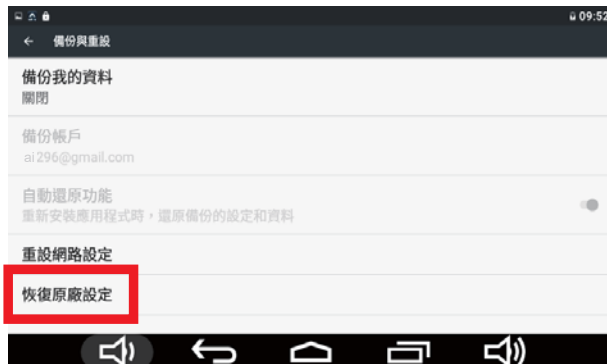 09:52
備份與重設
備份我的資料
關閉
備份帳戶
ai296@gmail.com
自動還原功能
重新安裝應用程式時，還原備份的設定和資料
重設網路設定
恢復原廠設定